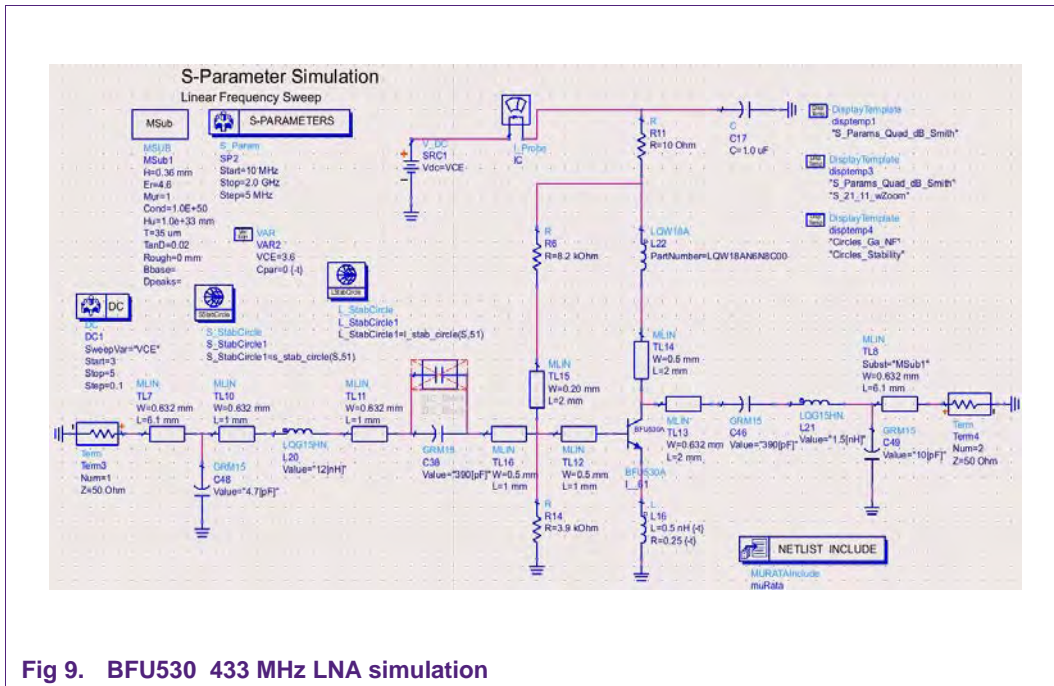 S-Parameter Simulation
Linear Frequency Sweep
MSub
S-PARAMETERS
MSUB
MSub1
H=0.36 mm
Er=4.6
Mur=1
Cond=1.0E+50
Hu=1.0e+33 mm
T=35 um
TanD=0.02
Rough=0 mm
Bbase=
Dpeaks=
S_Param
SP2
Start=10 MHz
Stop=2.0 GHz
Step=5 MHz
VAR
VAR2
VCE=3.6
Cpar=0 {-t}
V_DC
SRC1
Vdc=VCE
I_Probe
IC
R
R11
R=10 Ohm
C
C17
C=1.0 uF
DisplayTemplate
disptemp1
"S_Params_Quad_dB_Smith"
DisplayTemplate
disptemp3
"S_Params_Quad_dB_Smith"
"S_21_11_wZoom"
DisplayTemplate
disptemp4
"Circles_Ga_NF"
"Circles_Stability"
R
R6
R=8.2 kOhm
LQW18A
L22
PartNumber=LQW18AN6N8C00
DC
DC
DC1
SweepVar="VCE"
Start=3
Stop=5
Step=0.1
SStabCircle
S_StabCircle
S_StabCircle1
S_StabCircle1=s_stab_circle(S,51)
LStabCircle
L_StabCircle
L_StabCircle1
L_StabCircle1=l_stab_circle(S,51)
MLIN
TL7
W=0.632 mm
L=6.1 mm
MLIN
TL10
W=0.632 mm
L=1 mm
MLIN
TL11
W=0.632 mm
L=1 mm
MLIN
TL15
W=0.20 mm
L=2 mm
MLIN
TL14
W=0.5 mm
L=2 mm
MLIN
TL8
Subst="MSub1"
W=0.632 mm
L=6.1 mm
Term
Term3
Num=1
Z=50 Ohm
GRM15
C48
Value="4.7[pF]"
LQG15HN
L20
Value="12[nH]"
GRM15
C38
Value="390[pF]"
MLIN
TL16
W=0.5 mm
L=1 mm
MLIN
TL12
W=0.5 mm
L=1 mm
BFU530A
BFU530A
MLIN
TL13
W=0.632 mm
L=2 mm
GRM15
C46
Value="390[pF]"
LQG15HN
L21
Value="1.5[nH]"
GRM15
C49
Value="10[pF]"
Term
Term4
Num=2
Z=50 Ohm
R
R14
R=3.9 kOhm
L
L16
L=0.5 nH {-t}
R=0.25 {-t}
NETLIST INCLUDE
MURATAInclude
muRata
Fig 9. BFU530 433 MHz LNA simulation